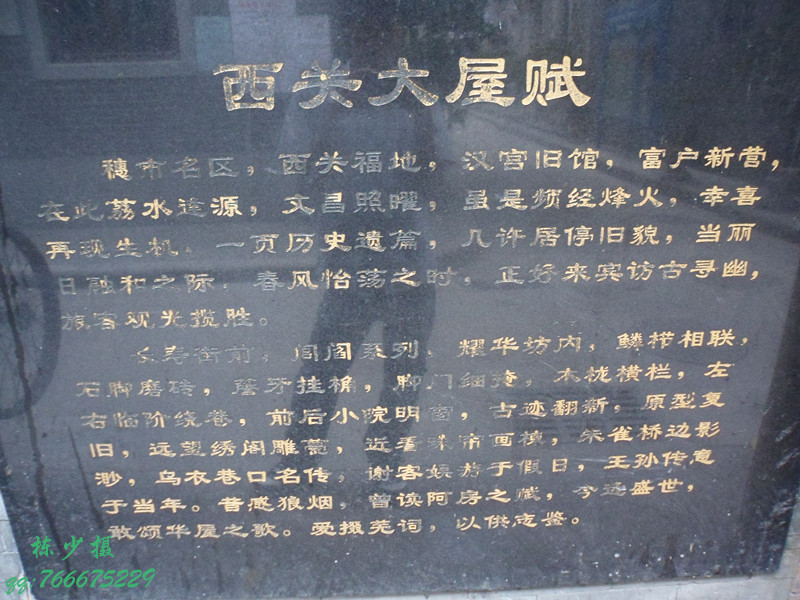 西关大屋赋
穗市名区，西关福地，汉宫旧馆，富户新营，
在此荔水逵源，文昌照曜，虽是频经烽火，幸喜
再现生机，一页历史遗篇，几许居停旧貌，当丽
日融和之际，春风怡荡之时，正好来宾访古寻幽，
旅客观光揽胜。
长寿街前，闾阎系列，耀华坊内，鳞栉相联，
石脚磨砖，挂桷，脚门细掩，木栊横栏，左
右临阶绕巷，前后小院明窗，古迹翻新，原型复
旧，远望绣阁雕甍，近看珠帘画栋，朱雀桥边影
渺，乌衣巷口名传，谢客娱游于假日，王孙传息
于当年。昔感狼烟，曾读阿房之赋，今逢盛世，
敢颂华屋之歌。爱掇芜词，以供志鉴。
栋少摄
qq:766675229